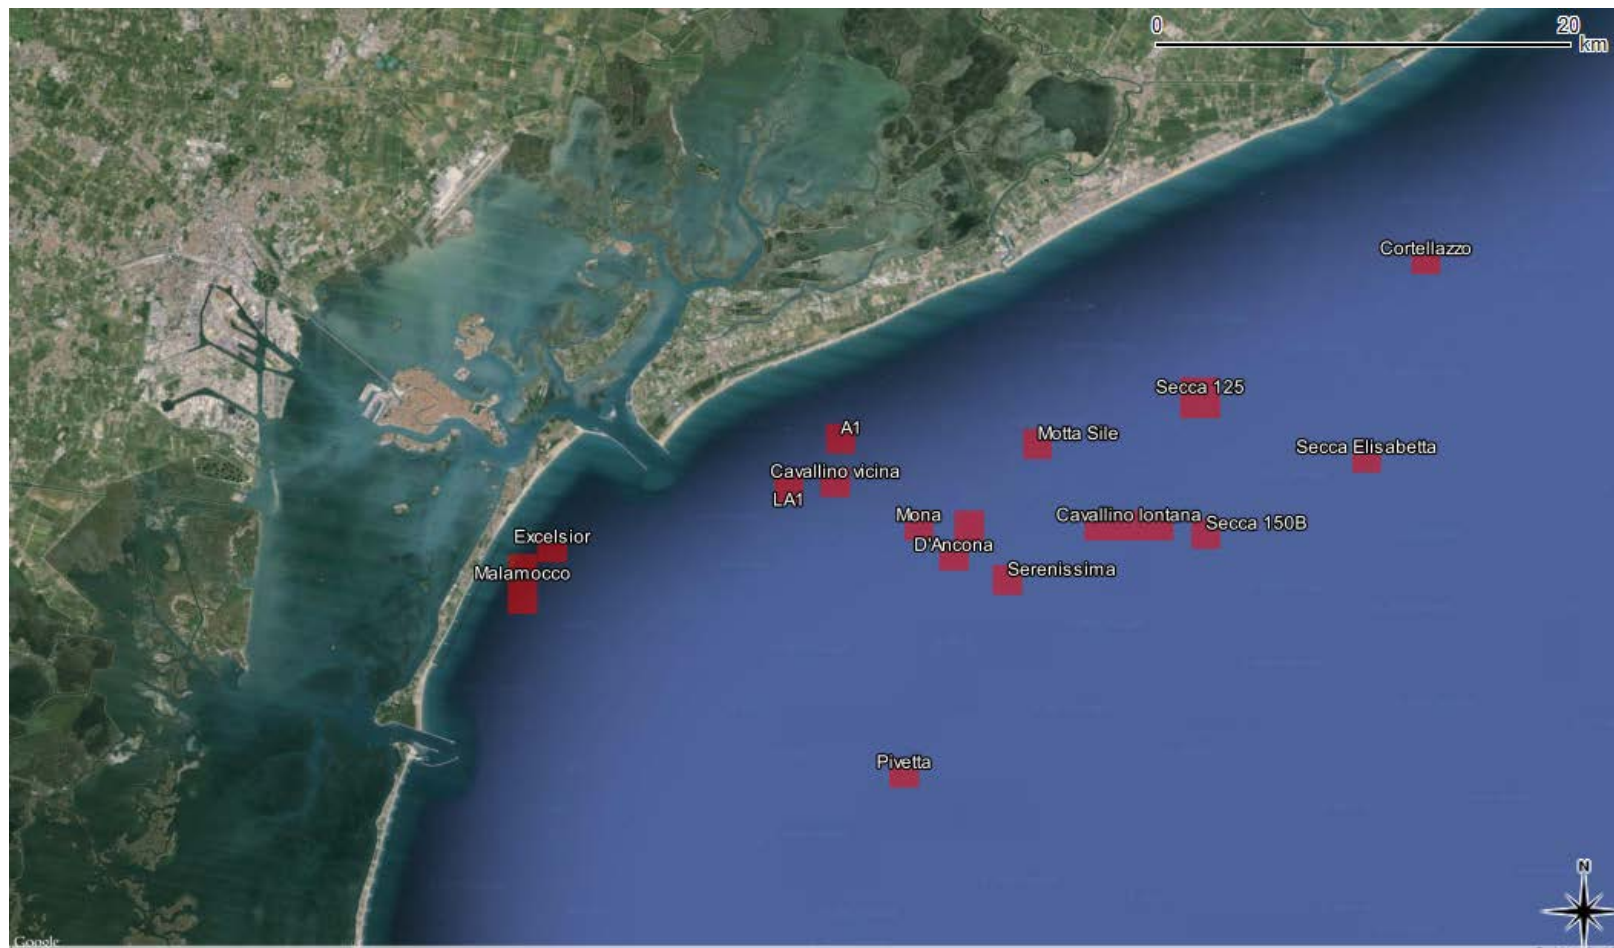 0 20
km
Cortellazzo
Secca 125
A1
Motta Sile
Secca Elisabetta
Cavallino vicina
LA1
Mona
Cavallino lontana
Secca 150B
Excelsior
D'Ancona
Malamocco
Serenissima
Pivetta
N
Google